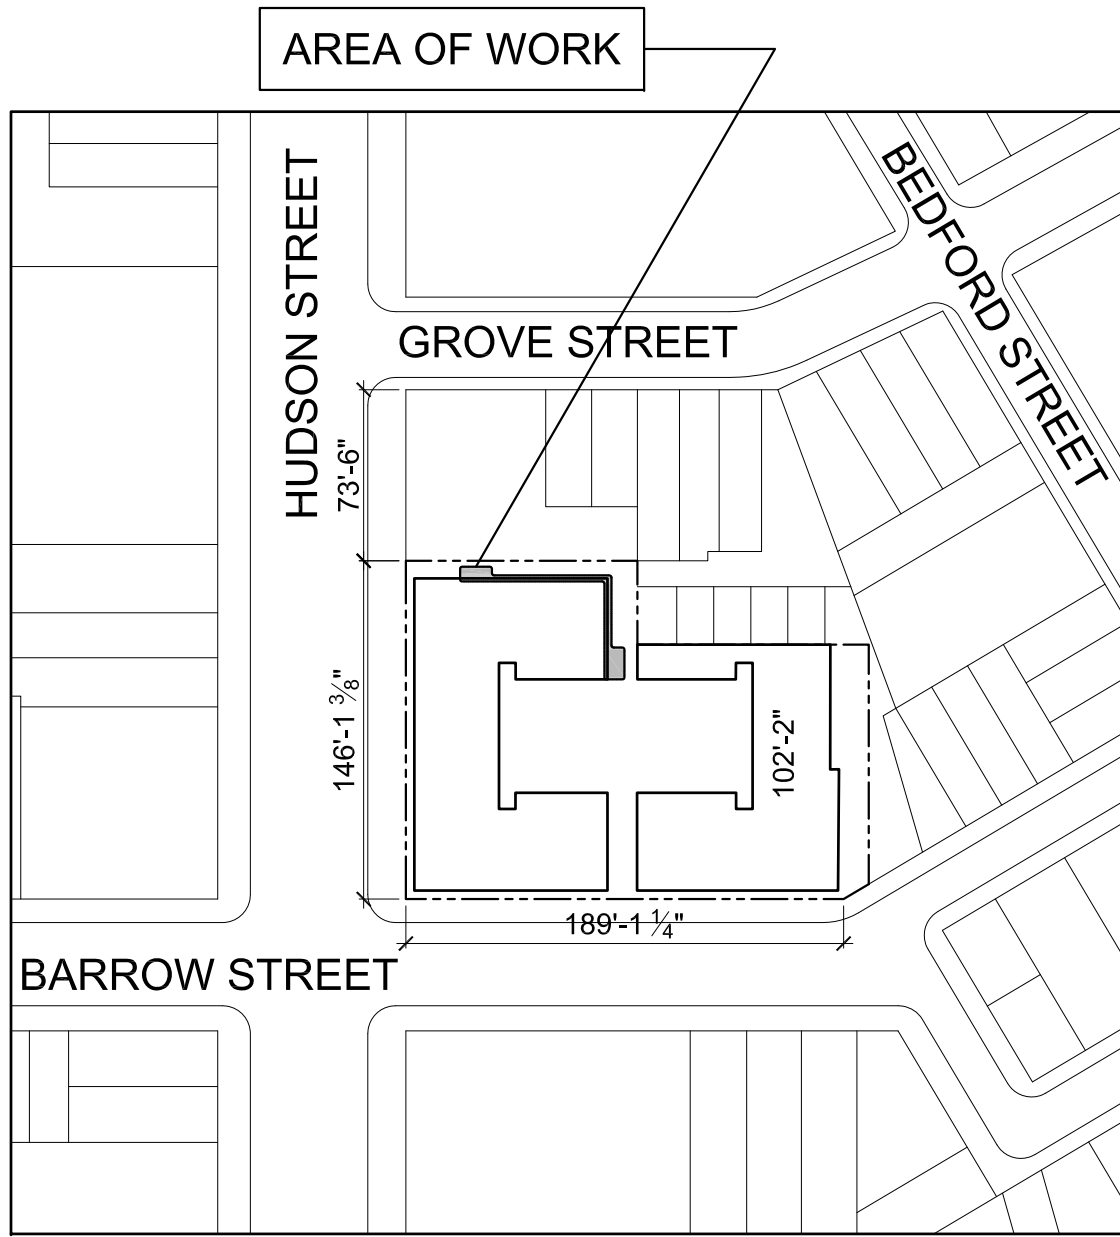 AREA OF WORK
HUDSON STREET
BEDFORD STREET
GROVE STREET
73'-6"
146'-1 3/8"
102'-2"
189'-1 1/4"
BARROW STREET